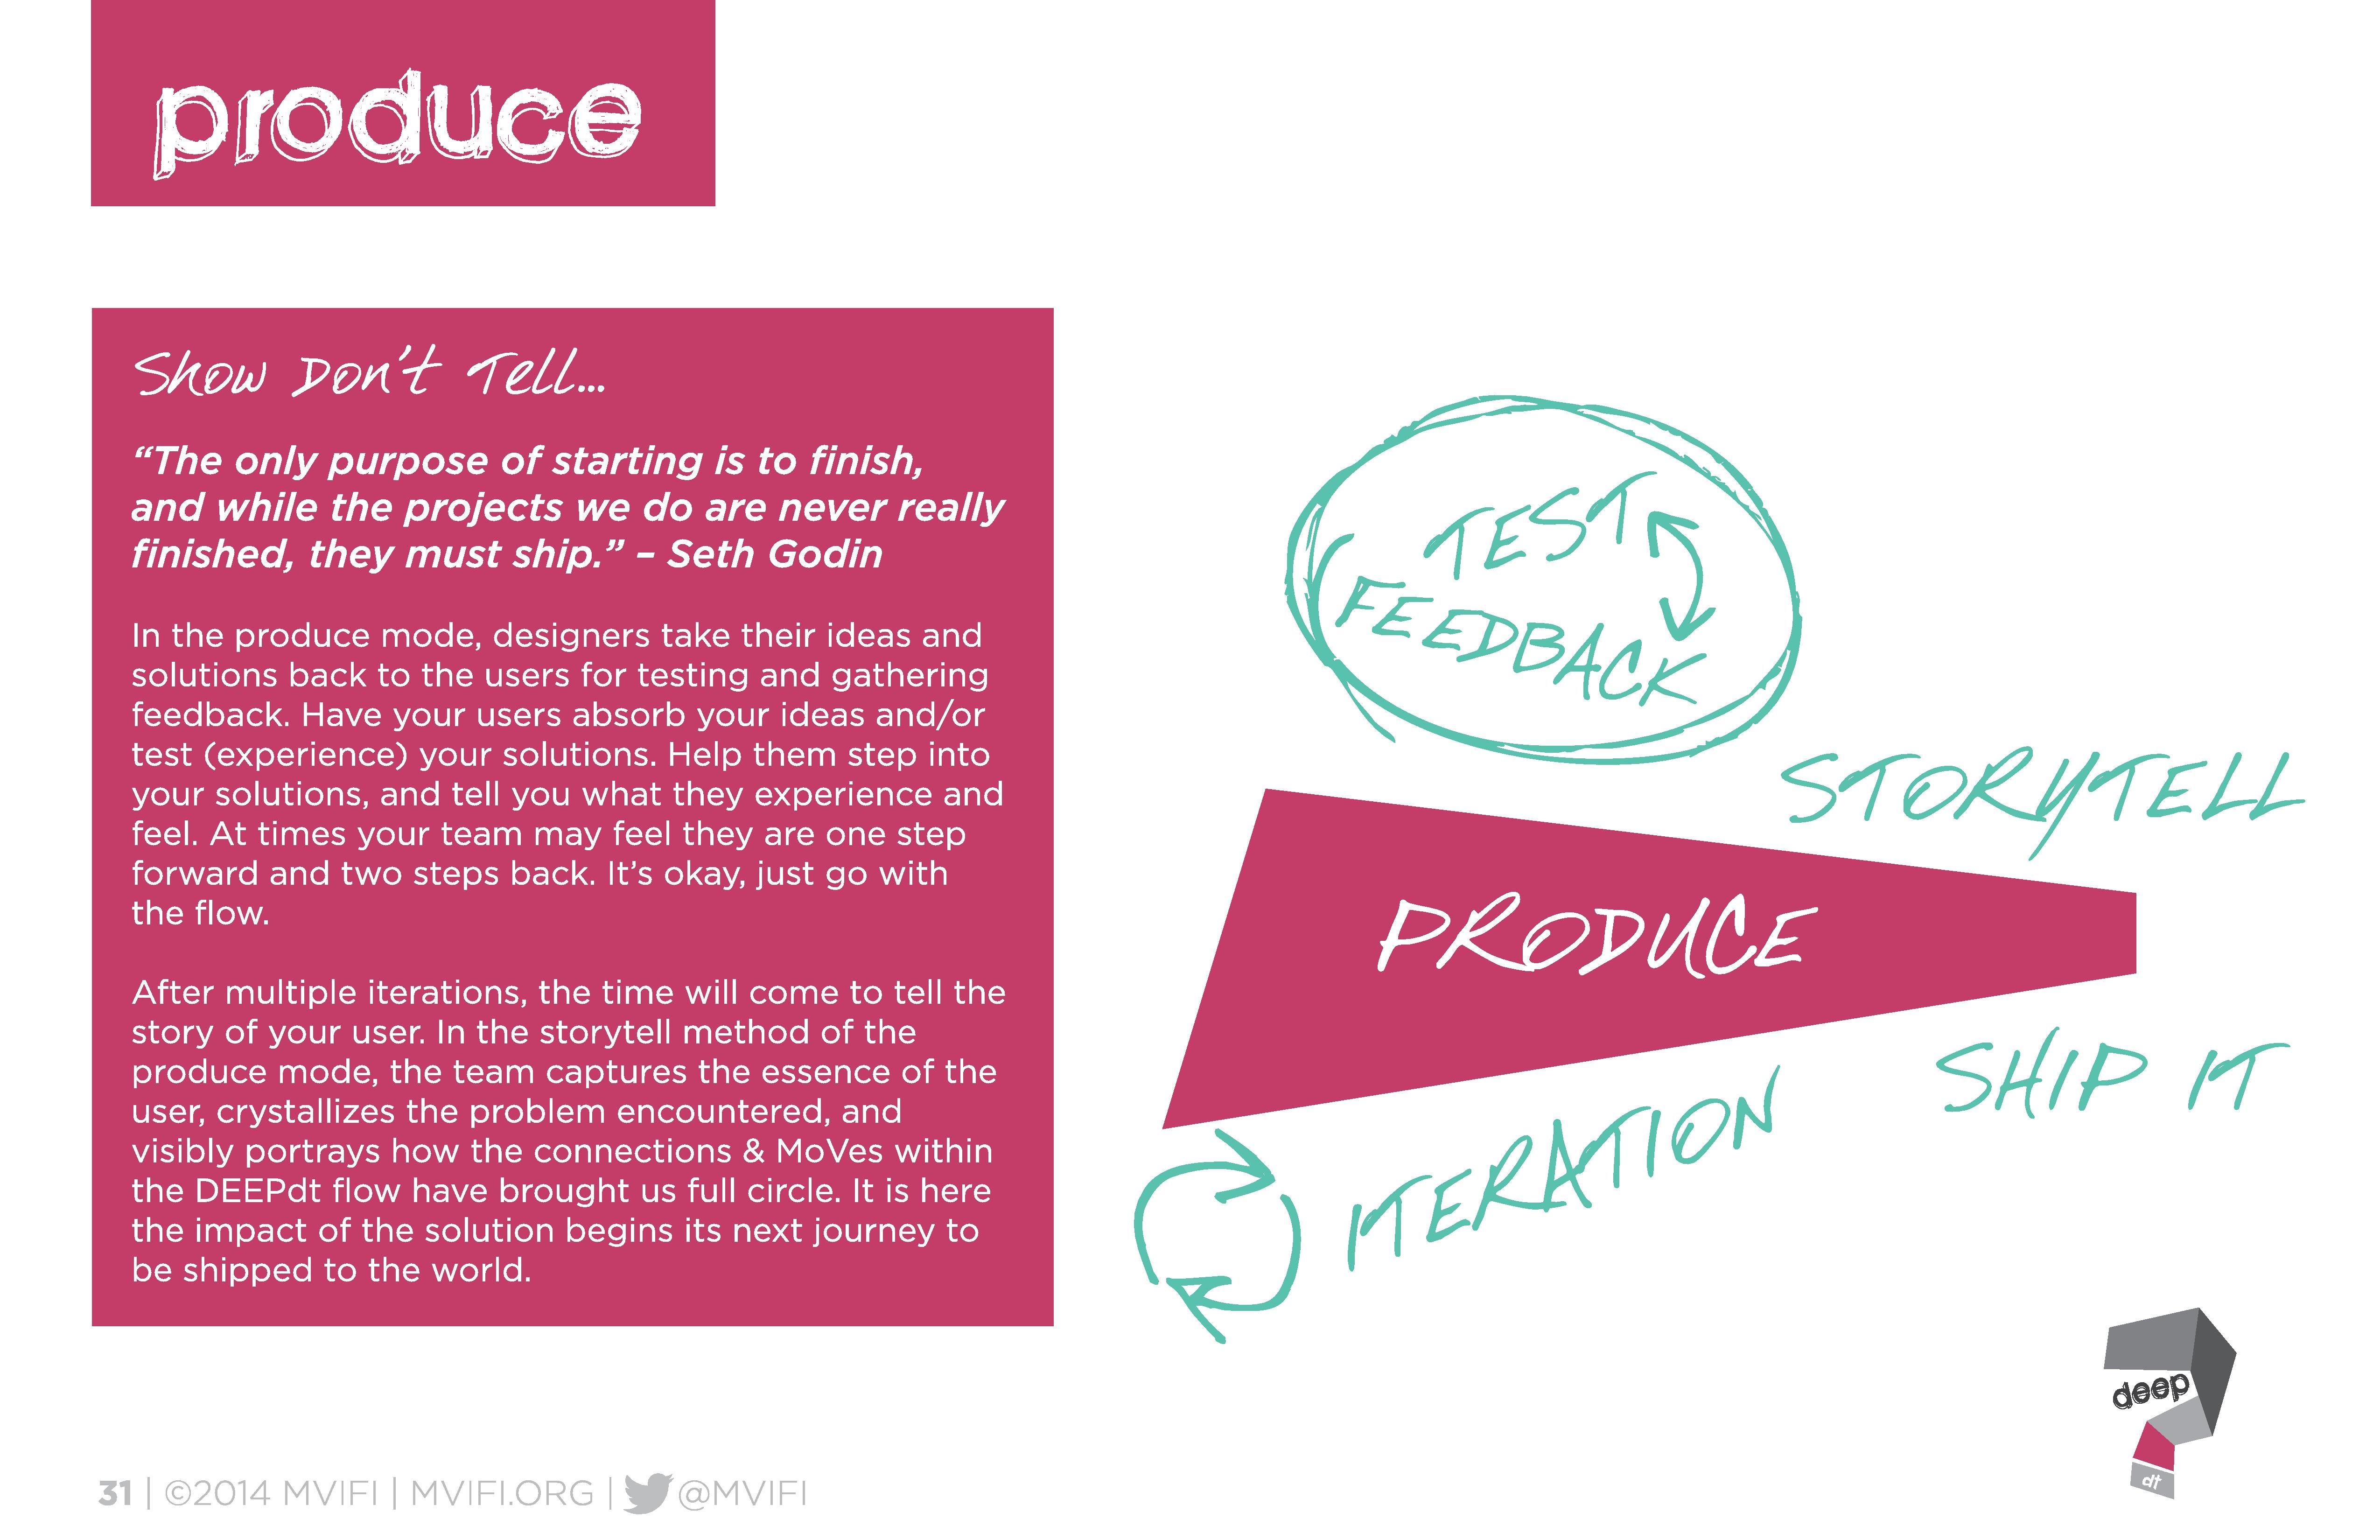 produce
Show Don't Tell...
“The only purpose of starting is to finish,
and while the projects we do are never really
finished, they must ship.” – Seth Godin
In the produce mode, designers take their ideas and
solutions back to the users for testing and gathering
feedback. Have your users absorb your ideas and/or
test (experience) your solutions. Help them step into
your solutions, and tell you what they experience and
feel. At times your team may feel they are one step
forward and two steps back. It’s okay, just go with
the flow.
After multiple iterations, the time will come to tell the
story of your user. In the storytell method of the
produce mode, the team captures the essence of the
user, crystallizes the problem encountered, and
visibly portrays how the connections & MoVes within
the DEEPdt flow have brought us full circle. It is here
the impact of the solution begins its next journey to
be shipped to the world.
TEST
FEEDBACK
STORYTELL
PRODUCE
SHIP IT
ITERATION
deep
dt
31 | ©2014 MVIFI | MVIFI.ORG | @MVIFI